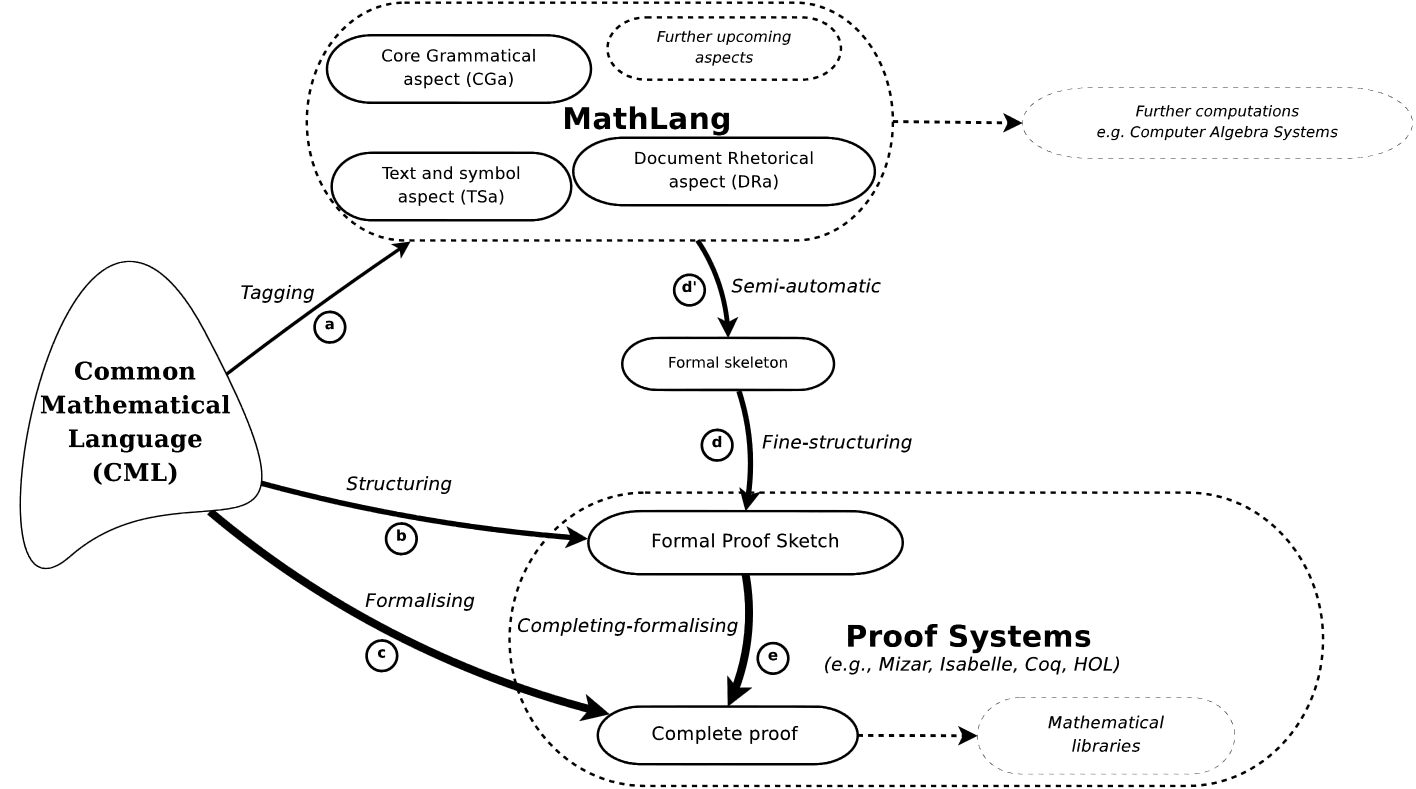 Core Grammatical
aspect (CGa)
Further upcoming
aspects
MathLang
Text and symbol
aspect (TSa)
Document Rhetorical
aspect (DRa)
Further computations
e.g. Computer Algebra Systems
Tagging
a
d'
Semi-automatic
Common
Mathematical
Language
(CML)
Formal skeleton
d
Fine-structuring
Structuring
b
Formal Proof Sketch
Formalising
c
Completing-formalising
e
Proof Systems
(e.g., Mizar, Isabelle, Coq, HOL)
Complete proof
Mathematical
libraries